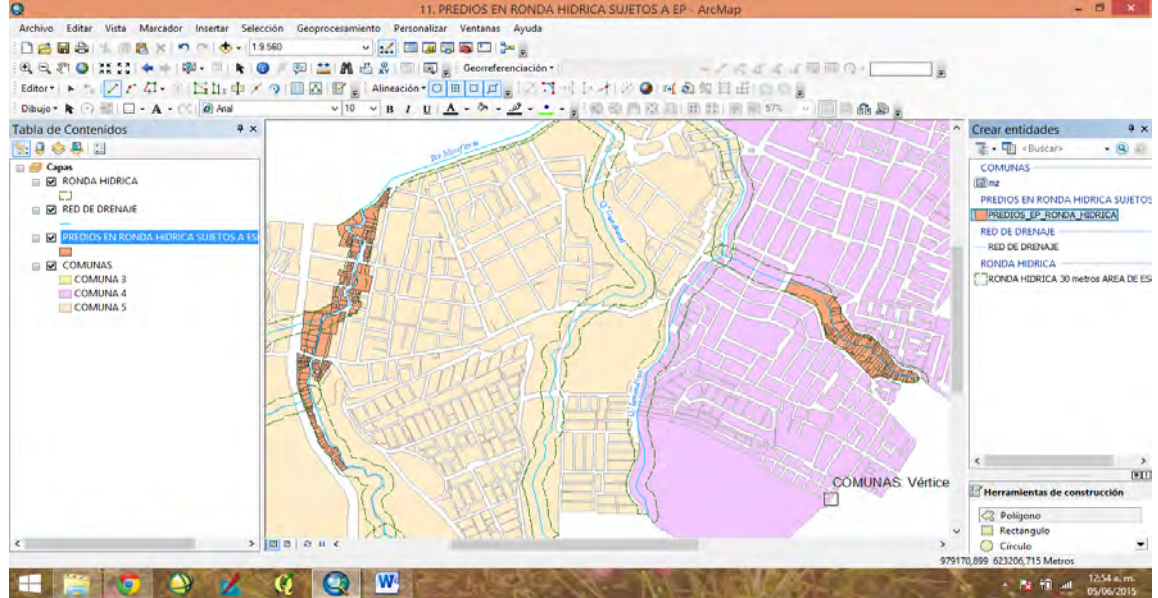 11. PREDIOS EN RONDA HIDRICA SUJETOS A EP - ArcMap
Archivo Editar Vista Marcador Insertar Selección Geoprocesamiento Personalizar Ventanas Ayuda
1:9.560
Georreferenciación
Editor
Alineación
Dibujo
A
Arial
10
B I U A
57%
Tabla de Contenidos
Capas
RONDA HIDRICA
RED DE DRENAJE
PREDIOS EN RONDA HIDRICA SUJETOS A ES
COMUNAS
COMUNA 3
COMUNA 4
COMUNA 5
COMUNAS: Vértice
Crear entidades
<Buscar>
COMUNAS
mz
PREDIOS EN RONDA HIDRICA SUJETOS
PREDIOS_EP_RONDA_HIDRICA
RED DE DRENAJE
RED DE DRENAJE
RONDA HIDRICA
RONDA HIDRICA 30 metros AREA DE ES
Herramientas de construcción
Polígono
Rectángulo
Círculo
979170,899 623206,715 Metros
12:54 a. m.
05/06/2015